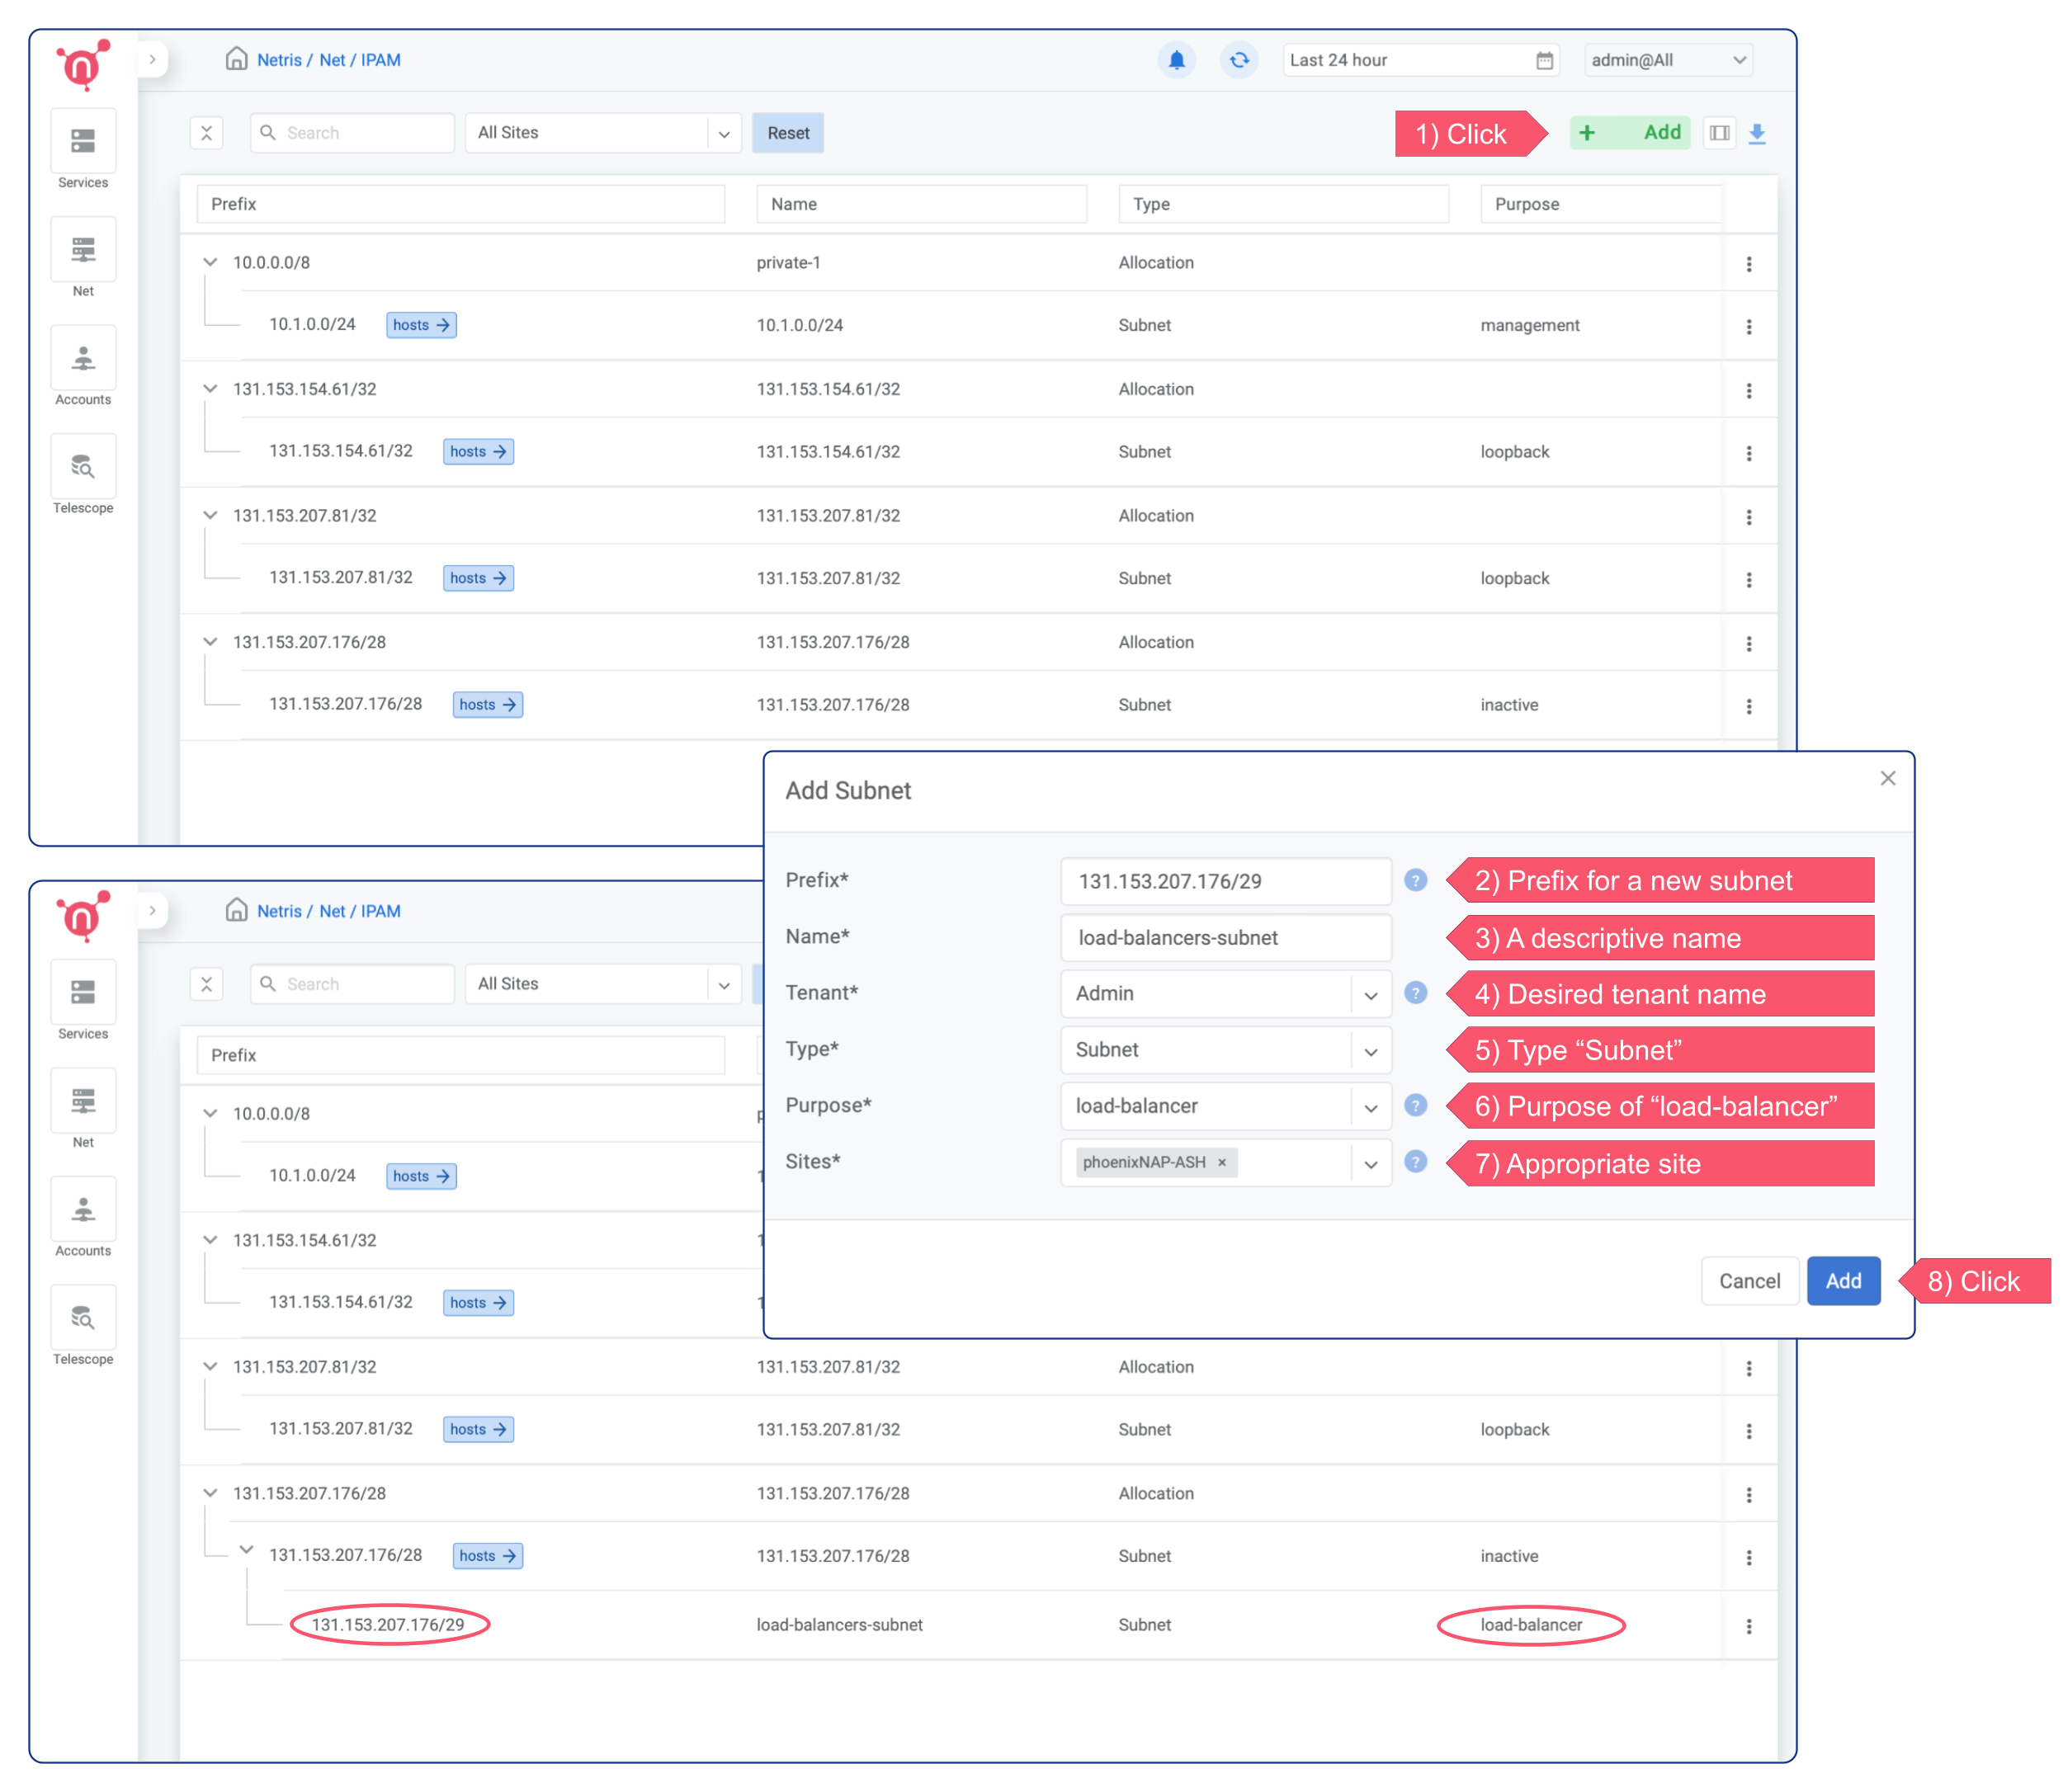 Netris / Net / IPAM
Last 24 hour
admin@All
Search
All Sites
Reset
1) Click
+ Add
Services
Net
Accounts
Telescope
Prefix Name Type Purpose
10.0.0.0/8 private-1 Allocation
10.1.0.0/24 hosts → 10.1.0.0/24 Subnet management
131.153.154.61/32 131.153.154.61/32 Allocation
131.153.154.61/32 hosts → 131.153.154.61/32 Subnet loopback
131.153.207.81/32 131.153.207.81/32 Allocation
131.153.207.81/32 hosts → 131.153.207.81/32 Subnet loopback
131.153.207.176/28 131.153.207.176/28 Allocation
131.153.207.176/28 hosts → 131.153.207.176/28 Subnet inactive
Add Subnet
Prefix* 131.153.207.176/29 ? 2) Prefix for a new subnet
Name* load-balancers-subnet 3) A descriptive name
Tenant* Admin ? 4) Desired tenant name
Type* Subnet 5) Type “Subnet”
Purpose* load-balancer ? 6) Purpose of “load-balancer”
Sites* phoenixNAP-ASH × ? 7) Appropriate site
Cancel Add 8) Click
Netris / Net / IPAM
Search
All Sites
Services
Net
Accounts
Telescope
Prefix
10.0.0.0/8
10.1.0.0/24 hosts →
131.153.154.61/32
131.153.154.61/32 hosts →
131.153.207.81/32 131.153.207.81/32 Allocation
131.153.207.81/32 hosts → 131.153.207.81/32 Subnet loopback
131.153.207.176/28 131.153.207.176/28 Allocation
131.153.207.176/28 hosts → 131.153.207.176/28 Subnet inactive
131.153.207.176/29 load-balancers-subnet Subnet load-balancer